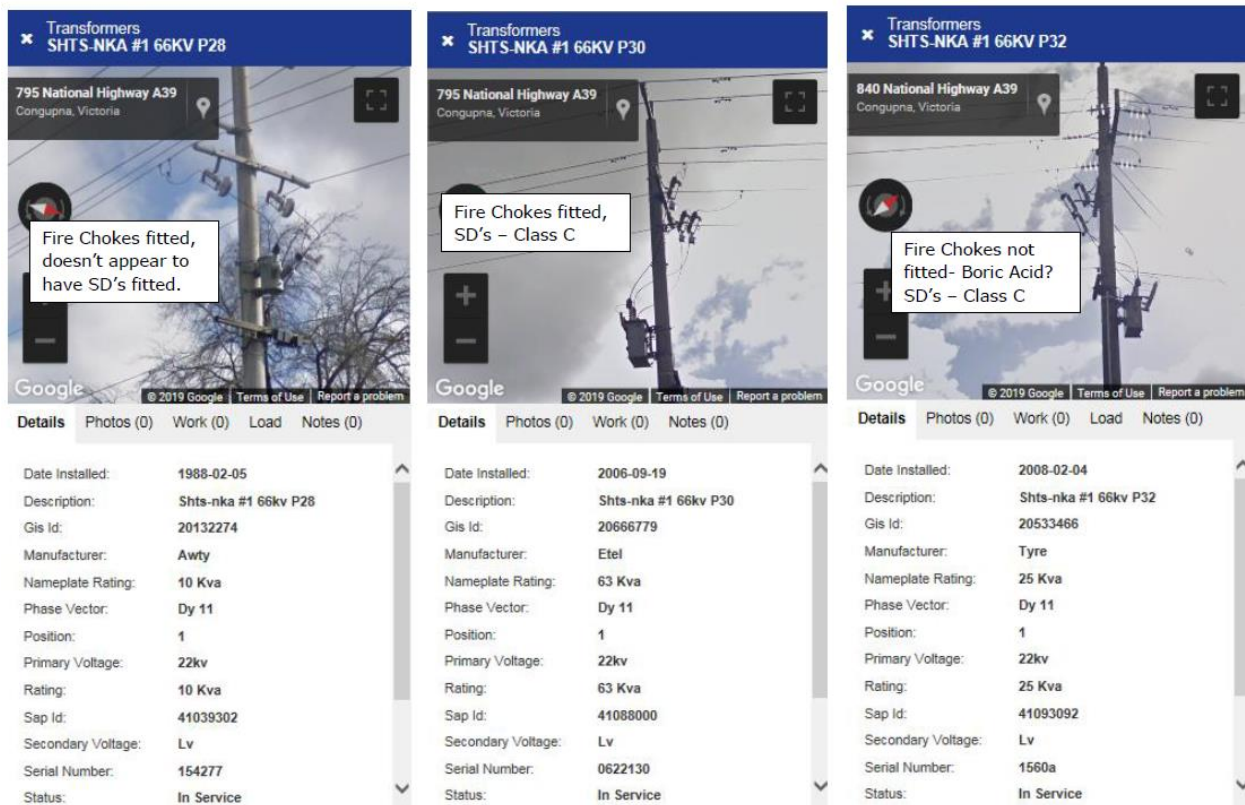 Transformers
SHTS-NKA #1 66KV P28
795 National Highway A39
Congupna, Victoria
Fire Chokes fitted,
doesn't appear to
have SD's fitted.
Google
© 2019 Google
Terms of Use
Report a problem
Details Photos (0) Work (0) Load Notes (0)
Date Installed: 1988-02-05
Description: Shts-nka #1 66kv P28
Gis Id: 20132274
Manufacturer: Awty
Nameplate Rating: 10 Kva
Phase Vector: Dy 11
Position: 1
Primary Voltage: 22kv
Rating: 10 Kva
Sap Id: 41039302
Secondary Voltage: Lv
Serial Number: 154277
Status: In Service
Transformers
SHTS-NKA #1 66KV P30
795 National Highway A39
Congupna, Victoria
Fire Chokes fitted,
SD's – Class C
Google
© 2019 Google
Terms of Use
Report a problem
Details Photos (0) Work (0) Notes (0)
Date Installed: 2006-09-19
Description: Shts-nka #1 66kv P30
Gis Id: 20666779
Manufacturer: Etel
Nameplate Rating: 63 Kva
Phase Vector: Dy 11
Position: 1
Primary Voltage: 22kv
Rating: 63 Kva
Sap Id: 41088000
Secondary Voltage: Lv
Serial Number: 0622130
Status: In Service
Transformers
SHTS-NKA #1 66KV P32
840 National Highway A39
Congupna, Victoria
Fire Chokes not
fitted- Boric Acid?
SD's – Class C
Google
© 2019 Google
Terms of Use
Report a problem
Details Photos (0) Work (0) Load Notes (0)
Date Installed: 2008-02-04
Description: Shts-nka #1 66kv P32
Gis Id: 20533466
Manufacturer: Tyre
Nameplate Rating: 25 Kva
Phase Vector: Dy 11
Position: 1
Primary Voltage: 22kv
Rating: 25 Kva
Sap Id: 41093092
Secondary Voltage: Lv
Serial Number: 1560a
Status: In Service